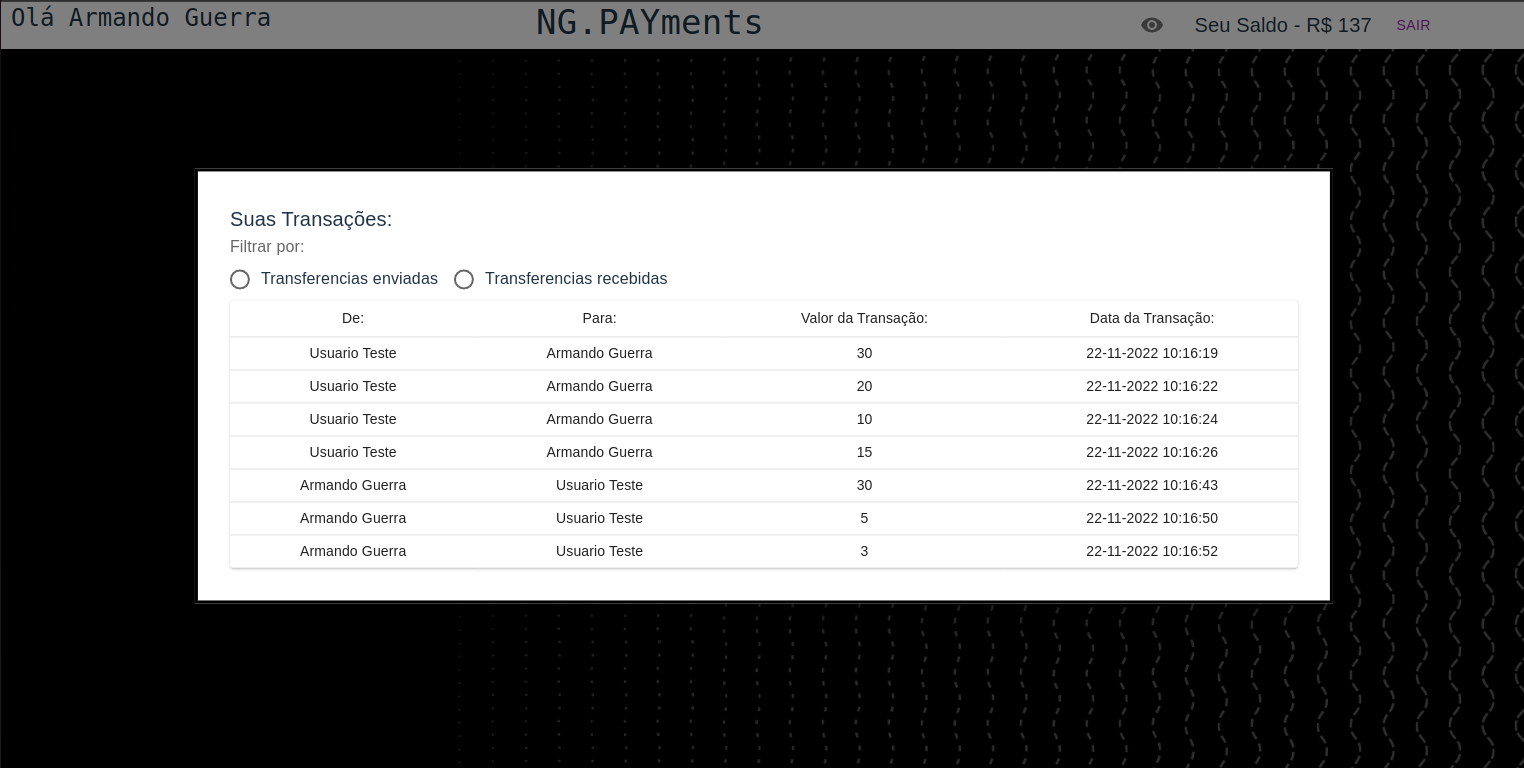 Olá Armando Guerra NG.PAYments Seu Saldo - R$ 137 SAIR
Suas Transações:
Filtrar por:
Transferencias enviadas Transferencias recebidas
De: Para: Valor da Transação: Data da Transação:
Usuario Teste Armando Guerra 30 22-11-2022 10:16:19
Usuario Teste Armando Guerra 20 22-11-2022 10:16:22
Usuario Teste Armando Guerra 10 22-11-2022 10:16:24
Usuario Teste Armando Guerra 15 22-11-2022 10:16:26
Armando Guerra Usuario Teste 30 22-11-2022 10:16:43
Armando Guerra Usuario Teste 5 22-11-2022 10:16:50
Armando Guerra Usuario Teste 3 22-11-2022 10:16:52